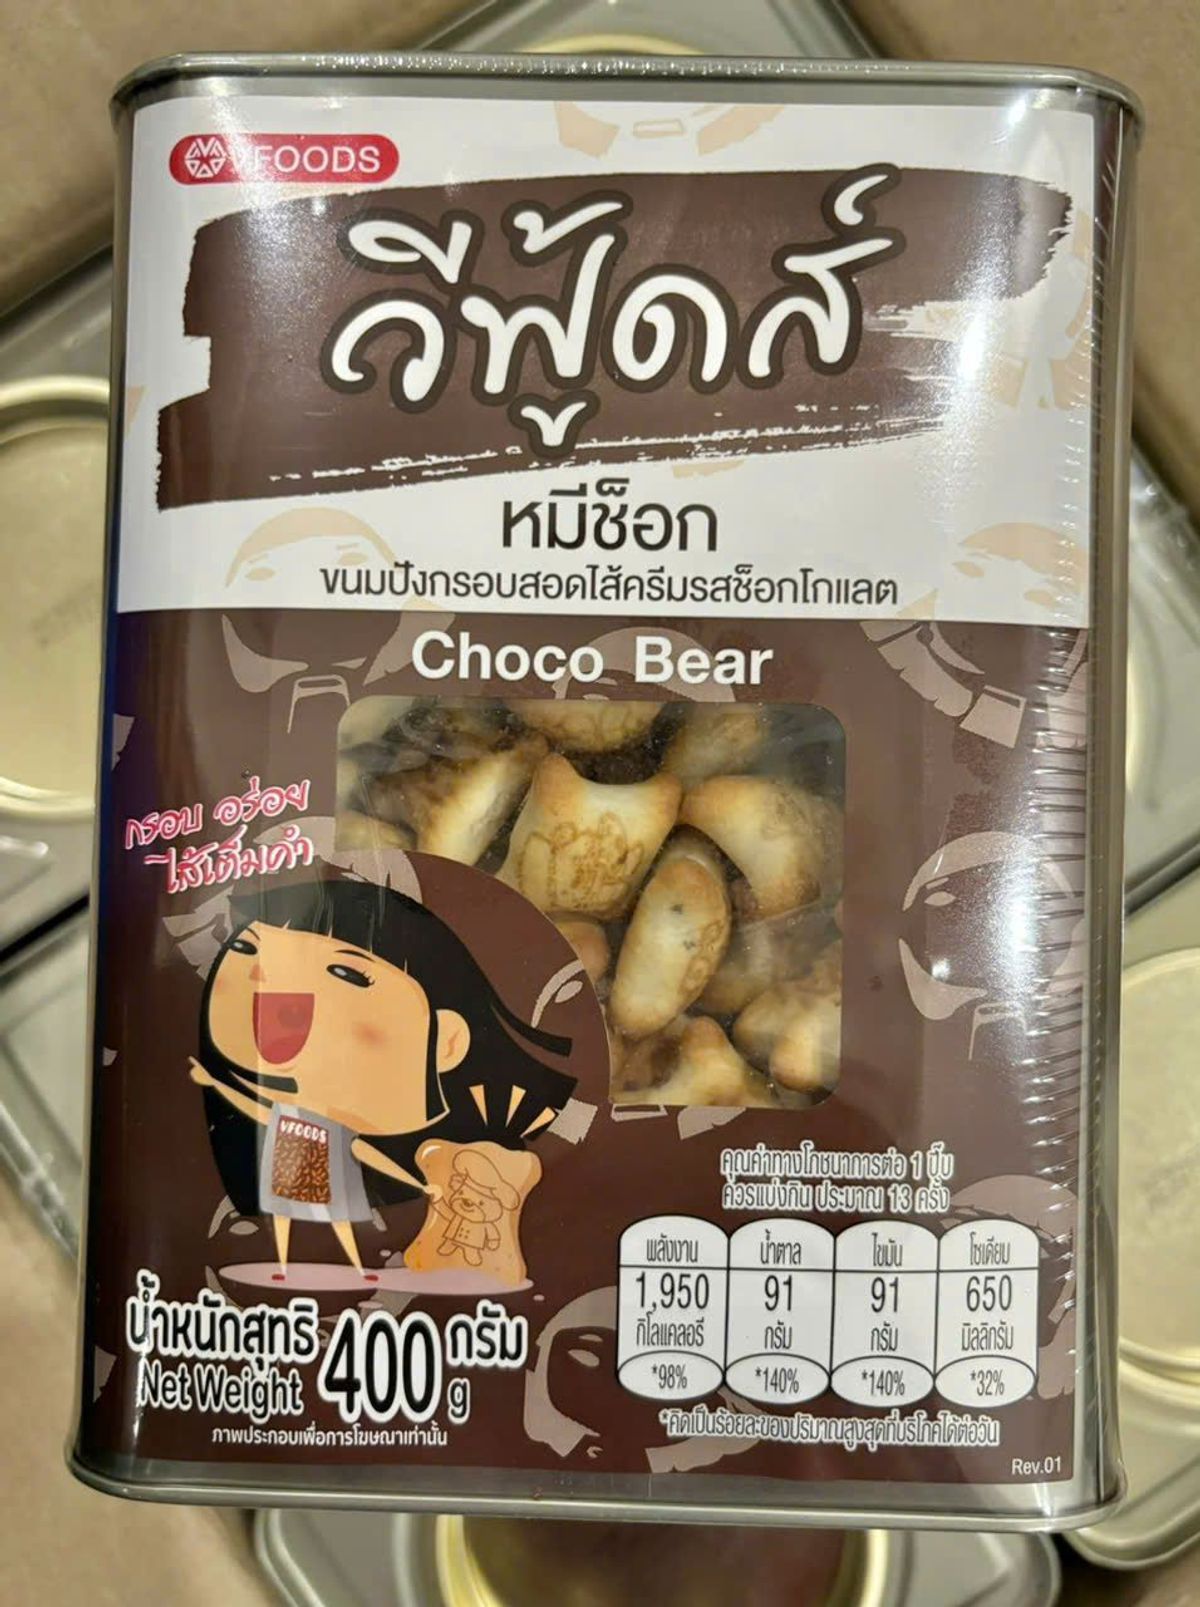 VFOODS
วีฟู้ดส์
หมีช็อก
ขนมปังกรอบสอดไส้ครีมรสช็อกโกแลต
Choco Bear
กรอบ อร่อย
ไส้เต็มคำ
VFOODS
คุณค่าทางโภชนาการต่อ 1 ปี๊บ
ควรแบ่งกิน ประมาณ 13 ครั้ง
พลังงาน น้ำตาล ไขมัน โซเดียม
1,950 91 91 650
กิโลแคลอรี กรัม กรัม มิลลิกรัม
*98% *140% *140% *32%
*คิดเป็นร้อยละของปริมาณสูงสุดที่บริโภคได้ต่อวัน
น้ำหนักสุทธิ 400 กรัม
Net Weight g
ภาพประกอบเพื่อการโฆษณาเท่านั้น
Rev.01